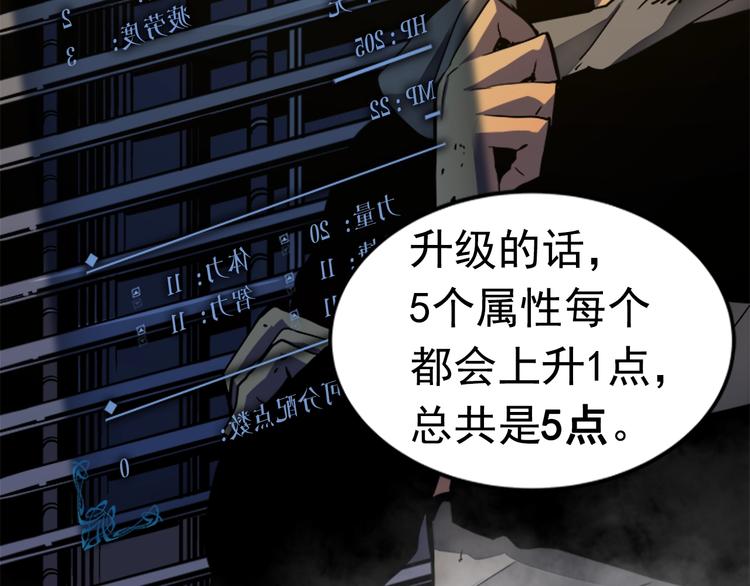 2
疲劳度: 3
HP: 205
MP: 22
力量: 20
体力: 11
: 11
智力: 11
可分配点数:
0
升级的话，
5个属性每个
都会上升1点，
总共是5点。